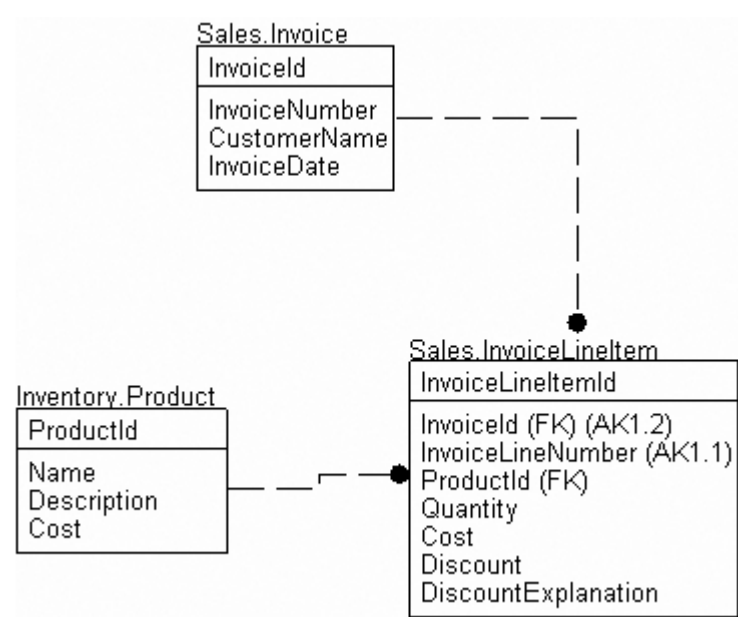 Sales.Invoice
InvoiceId
InvoiceNumber
CustomerName
InvoiceDate
Inventory.Product
ProductId
Name
Description
Cost
Sales.InvoiceLineItem
InvoiceLineItemId
InvoiceId (FK) (AK1.2)
InvoiceLineNumber (AK1.1)
ProductId (FK)
Quantity
Cost
Discount
DiscountExplanation